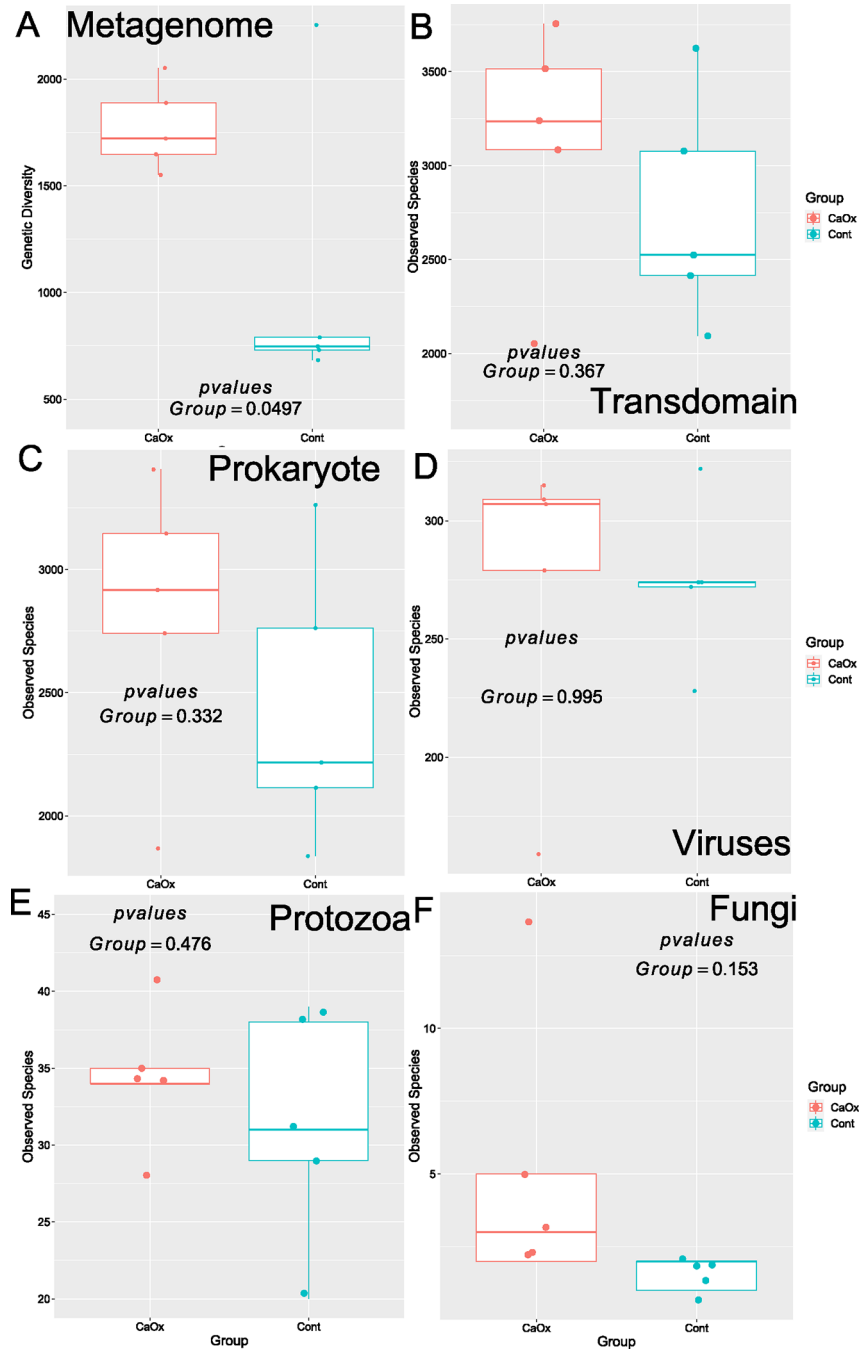 A Metagenome
2000
1500
1000
500
Genetic Diversity
pvalues
Group = 0.0497
CaOx
Cont
B
3500
3000
2500
2000
Observed Species
pvalues
Group = 0.367
Transdomain
CaOx
Cont
Group
CaOx
Cont
C Prokaryote
3000
2500
2000
Observed Species
pvalues
Group = 0.332
CaOx
Cont
D
300
250
200
Observed Species
pvalues
Group = 0.995
Viruses
CaOx
Cont
Group
CaOx
Cont
E Protozoa
pvalues
Group = 0.476
45
40
35
30
25
20
Observed Species
CaOx
Cont
Group
F Fungi
pvalues
Group = 0.153
10
5
Observed Species
CaOx
Cont
Group
Group
CaOx
Cont